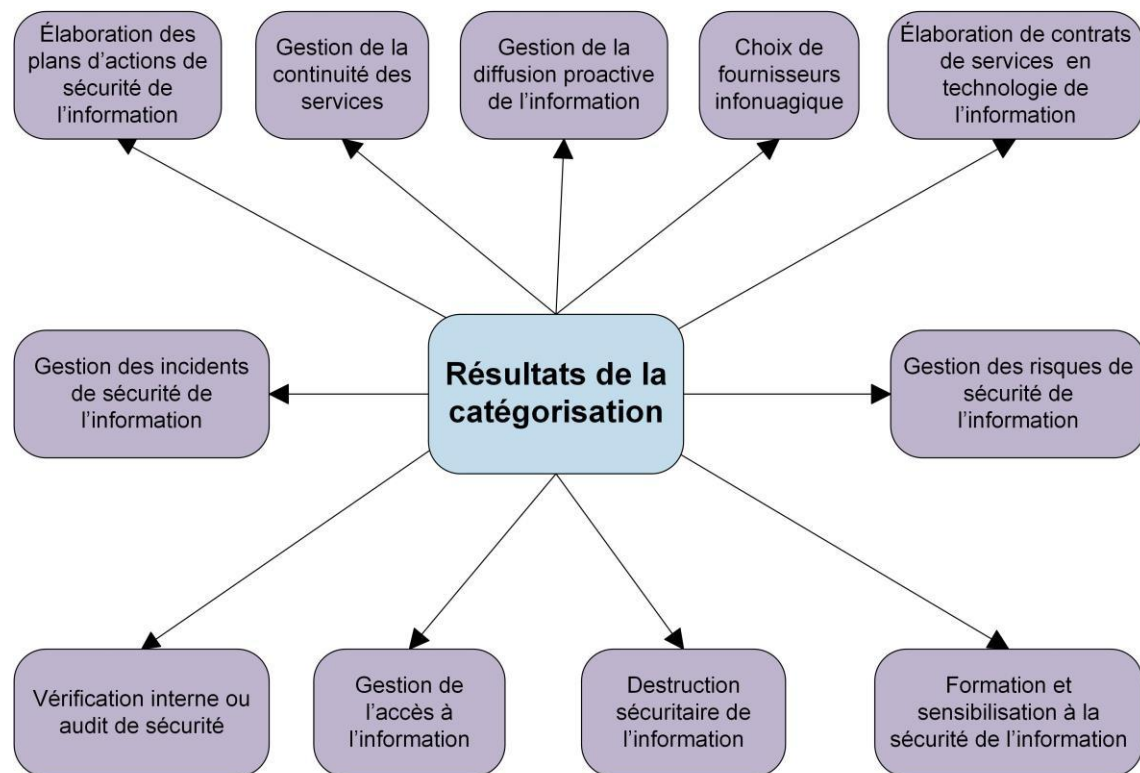 Élaboration des
plans d'actions de
sécurité de
l'information
Gestion de la
continuité des
services
Gestion de la
diffusion proactive
de l'information
Choix de
fournisseurs
infonuagique
Élaboration de contrats
de services en
technologie de
l'information
Gestion des incidents
de sécurité de
l'information
Résultats de la
catégorisation
Gestion des risques de
sécurité de
l'information
Vérification interne ou
audit de sécurité
Gestion de
l'accès à
l'information
Destruction
sécuritaire de
l'information
Formation et
sensibilisation à la
sécurité de l'information